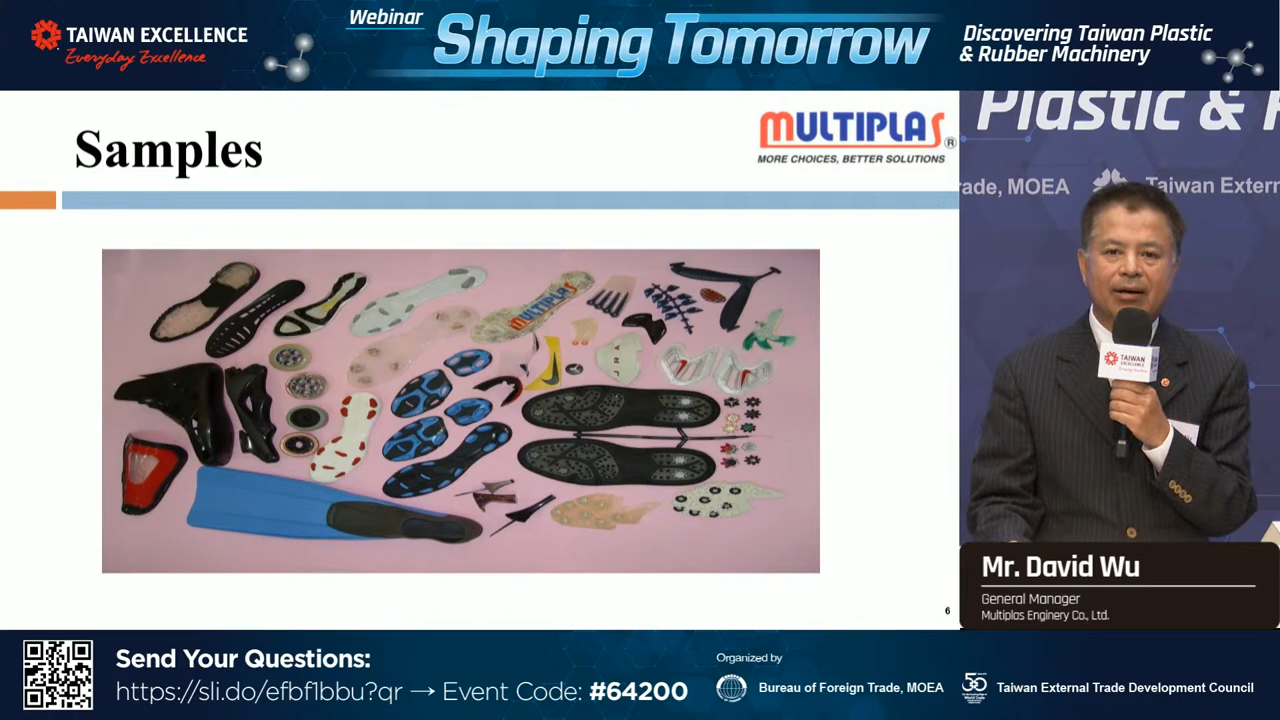 TAIWAN EXCELLENCE
Everyday Excellence
Webinar
Shaping Tomorrow
Discovering Taiwan Plastic
& Rubber Machinery
Samples
MULTIPLAS®
MORE CHOICES, BETTER SOLUTIONS
Plastic &
rade, MOEA
Taiwan Extern
MULTIPLAS
TAIWAN
EXCELLENCE
Mr. David Wu
General Manager
Multiplas Enginery Co., Ltd.
6
Send Your Questions:
https://sli.do/efbf1bbu?qr → Event Code: #64200
Organized by
Bureau of Foreign Trade, MOEA
50
Taiwan External Trade Development Council